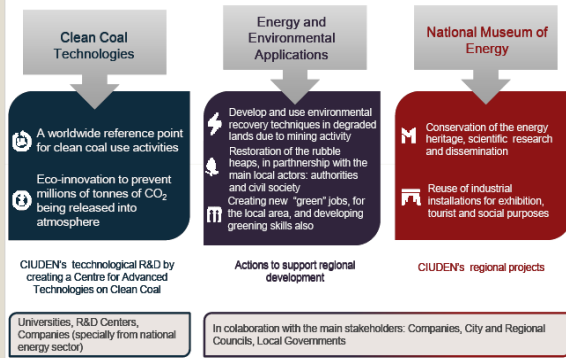 Clean Coal
Technologies
Energy and
Environmental
Applications
National Museum of
Energy
A worldwide reference point
for clean coal use activities
Eco-innovation to prevent
millions of tonnes of CO2
being released into
atmosphere
Develop and use environmental
recovery techniques in degraded
lands due to mining activity
Restoration of the rubble
heaps, in parthnership with the
main local actors: authorities
and civil society
Creating new "green" jobs, for
the local area, and developing
greening skills also
Conservation of the energy
heritage, scientific research
and dissemination
Reuse of industrial
installations for exhibition,
tourist and social purposes
CIUDEN's tecchnological R&D by
creating a Centre for Advanced
Technologies on Clean Coal
Actions to support regional
development
CIUDEN's regional projects
Universities, R&D Centers,
Companies (specially from national
energy sector)
In collaboration with the main stakeholders: Companies, City and Regional
Councils, Local Governments